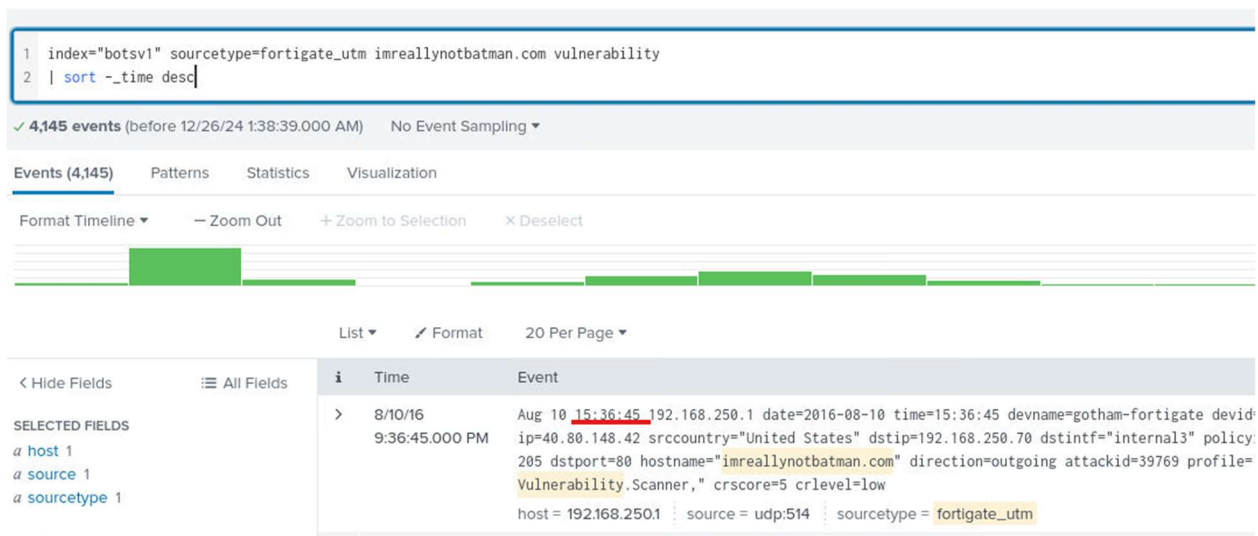 1 index="botsv1" sourcetype=fortigate_utm imreallynotbatman.com vulnerability
2 | sort -_time desc
✓ 4,145 events (before 12/26/24 1:38:39.000 AM) No Event Sampling ▾
Events (4,145) Patterns Statistics Visualization
Format Timeline ▾ — Zoom Out + Zoom to Selection × Deselect
List ▾ Format 20 Per Page ▾
< Hide Fields All Fields
i Time Event
SELECTED FIELDS
a host 1
a source 1
a sourcetype 1
> 8/10/16
9:36:45.000 PM
Aug 10 15:36:45 192.168.250.1 date=2016-08-10 time=15:36:45 devname=gotham-fortigate devid
ip=40.80.148.42 srccountry="United States" dstip=192.168.250.70 dstintf="internal3" policy
205 dstport=80 hostname="imreallynotbatman.com" direction=outgoing attackid=39769 profile=
Vulnerability.Scanner," crscore=5 crlevel=low
host = 192.168.250.1 source = udp:514 sourcetype = fortigate_utm